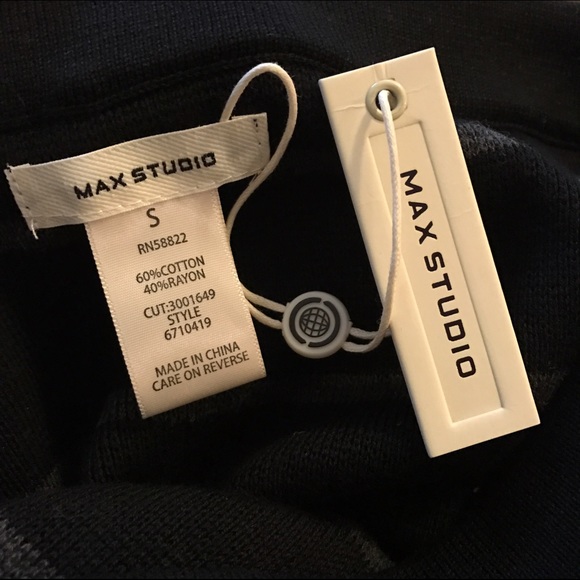 MAX STUDIO
S
RN58822
60%COTTON
40%RAYON
CUT:3001649
STYLE
6710419
MADE IN CHINA
CARE ON REVERSE
MAX STUDIO